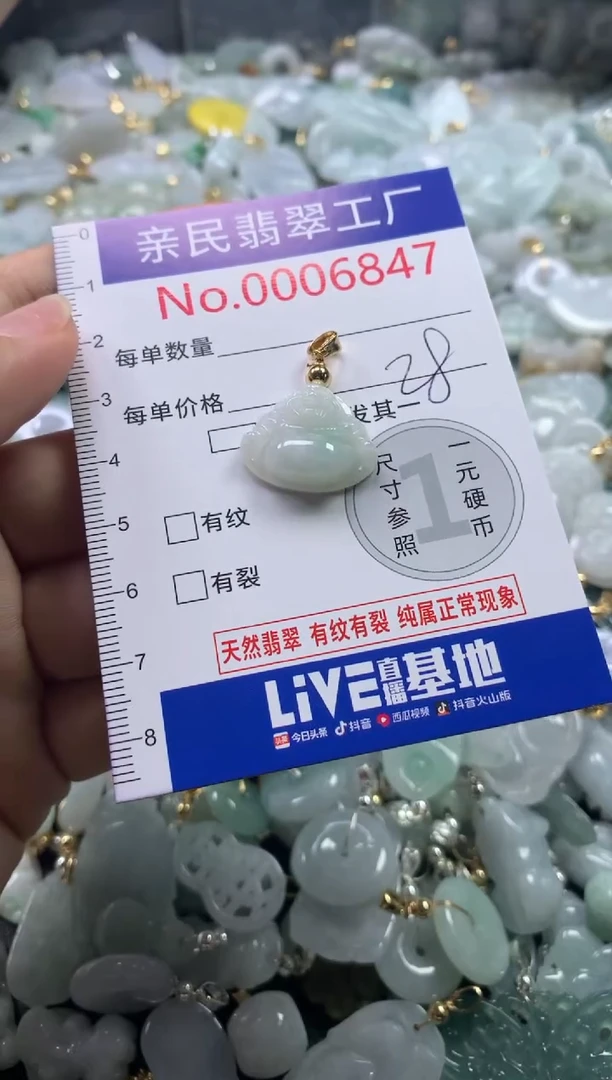 亲民翡翠工厂
No.0006847
每单数量
每单价格 28
发其一
有纹
有裂
1
一元硬币
尺寸参照
天然翡翠 有纹有裂 纯属正常现象
LiVE直播基地
头条 今日头条 抖音 西瓜视频 抖音火山版
0
1
2
3
4
5
6
7
8